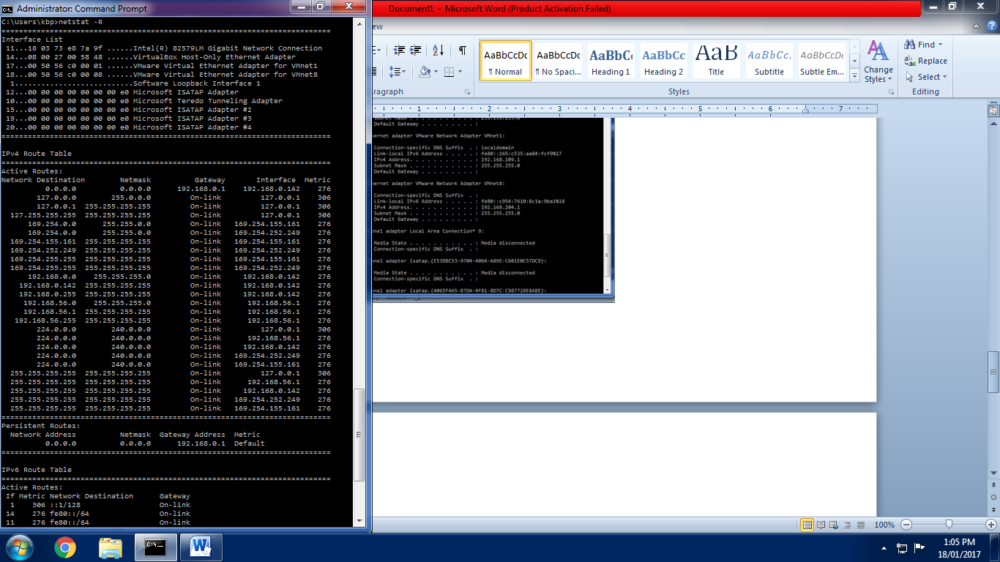 Administrator: Command Prompt
C:\Users\kbp>netstat -R
===========================================================================
Interface List
 11...18 03 73 e8 7a 9f ......Intel(R) 82579LM Gigabit Network Connection
 14...08 00 27 00 58 48 ......VirtualBox Host-Only Ethernet Adapter
 17...00 50 56 c0 00 01 ......VMware Virtual Ethernet Adapter for VMnet1
 18...00 50 56 c0 00 08 ......VMware Virtual Ethernet Adapter for VMnet8
  1...........................Software Loopback Interface 1
 12...00 00 00 00 00 00 00 e0 Microsoft ISATAP Adapter
 10...00 00 00 00 00 00 00 e0 Microsoft Teredo Tunneling Adapter
 15...00 00 00 00 00 00 00 e0 Microsoft ISATAP Adapter #2
 19...00 00 00 00 00 00 00 e0 Microsoft ISATAP Adapter #3
 20...00 00 00 00 00 00 00 e0 Microsoft ISATAP Adapter #4
===========================================================================
IPv4 Route Table
===========================================================================
Active Routes:
Network Destination        Netmask          Gateway       Interface  Metric
0.0.0.0 0.0.0.0 192.168.0.1 192.168.0.142 276
127.0.0.0 255.0.0.0 On-link 127.0.0.1 306
127.0.0.1 255.255.255.255 On-link 127.0.0.1 306
127.255.255.255 255.255.255.255 On-link 127.0.0.1 306
169.254.0.0 255.255.0.0 On-link 169.254.155.161 276
169.254.0.0 255.255.0.0 On-link 169.254.252.249 276
169.254.155.161 255.255.255.255 On-link 169.254.155.161 276
169.254.252.249 255.255.255.255 On-link 169.254.252.249 276
169.254.255.255 255.255.255.255 On-link 169.254.155.161 276
169.254.255.255 255.255.255.255 On-link 169.254.252.249 276
192.168.0.0 255.255.255.0 On-link 192.168.0.142 276
192.168.0.142 255.255.255.255 On-link 192.168.0.142 276
192.168.0.255 255.255.255.255 On-link 192.168.0.142 276
192.168.56.0 255.255.255.0 On-link 192.168.56.1 276
192.168.56.1 255.255.255.255 On-link 192.168.56.1 276
192.168.56.255 255.255.255.255 On-link 192.168.56.1 276
224.0.0.0 240.0.0.0 On-link 127.0.0.1 306
224.0.0.0 240.0.0.0 On-link 192.168.56.1 276
224.0.0.0 240.0.0.0 On-link 192.168.0.142 276
224.0.0.0 240.0.0.0 On-link 169.254.252.249 276
224.0.0.0 240.0.0.0 On-link 169.254.155.161 276
255.255.255.255 255.255.255.255 On-link 127.0.0.1 306
255.255.255.255 255.255.255.255 On-link 192.168.56.1 276
255.255.255.255 255.255.255.255 On-link 192.168.0.142 276
255.255.255.255 255.255.255.255 On-link 169.254.252.249 276
255.255.255.255 255.255.255.255 On-link 169.254.155.161 276
===========================================================================
Persistent Routes:
Network Address Netmask Gateway Address Metric
0.0.0.0 0.0.0.0 192.168.0.1 Default
===========================================================================
IPv6 Route Table
===========================================================================
Active Routes:
If Metric Network Destination Gateway
1 306 ::1/128 On-link
14 276 fe80::/64 On-link
11 276 fe80::/64 On-link
Document1 - Microsoft Word (Product Activation Failed)
ew
AaBbCcDc AaBbCcDc AaBbC AaBbCc AaB AaBbCc. AaBbCcDc
¶ Normal ¶ No Spaci... Heading 1 Heading 2 Title Subtitle Subtle Em...
Change Styles
Find
Replace
Select
aragraph Styles Editing
1 2 3 4 5 6 7
Subnet Mask . . . . . . . . . . . : 255.255.255.0
Default Gateway . . . . . . . . . :
ernet adapter VMware Network Adapter VMnet1:
Connection-specific DNS Suffix  . : localdomain
Link-local IPv6 Address . . . . . : fe80::165:c535:aa84:fcf9%17
IPv4 Address. . . . . . . . . . . : 192.168.109.1
Subnet Mask . . . . . . . . . . . : 255.255.255.0
Default Gateway . . . . . . . . . :
ernet adapter VMware Network Adapter VMnet8:
Connection-specific DNS Suffix  . :
Link-local IPv6 Address . . . . . : fe80::c954:7610:8c1a:9ba1%18
IPv4 Address. . . . . . . . . . . : 192.168.204.1
Subnet Mask . . . . . . . . . . . : 255.255.255.0
Default Gateway . . . . . . . . . :
nnel adapter Local Area Connection* 9:
Media State . . . . . . . . . . . : Media disconnected
Connection-specific DNS Suffix  . :
nnel adapter isatap.{E53DBC53-9704-4064-A89E-C601E0C57DC9}:
Media State . . . . . . . . . . . : Media disconnected
Connection-specific DNS Suffix  . :
nnel adapter isatap.{4065F4A5-B7DA-4F81-8D7C-C987728E8ABE}:
100%
1:05 PM
18/01/2017